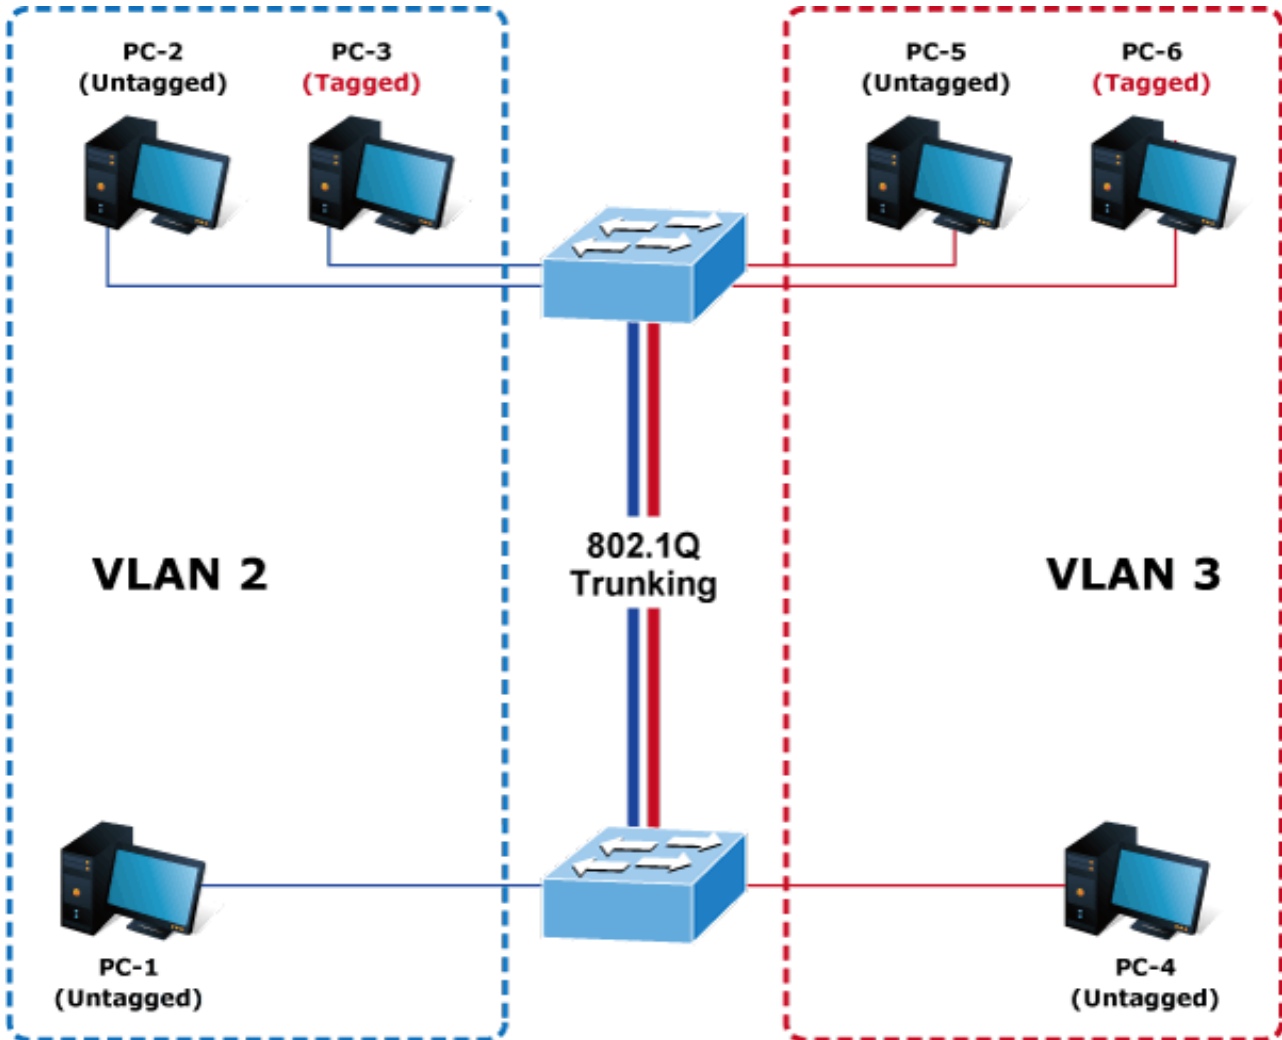 PC-2
(Untagged)
PC-3
(Tagged)
PC-5
(Untagged)
PC-6
(Tagged)
802.1Q
Trunking
VLAN 2
VLAN 3
PC-1
(Untagged)
PC-4
(Untagged)